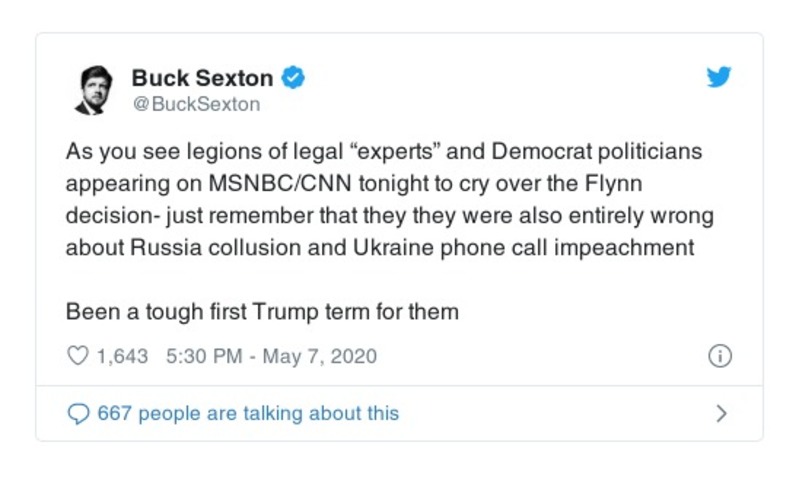 Buck Sexton
@BuckSexton
As you see legions of legal “experts” and Democrat politicians
appearing on MSNBC/CNN tonight to cry over the Flynn
decision- just remember that they they were also entirely wrong
about Russia collusion and Ukraine phone call impeachment
Been a tough first Trump term for them
1,643 5:30 PM - May 7, 2020
667 people are talking about this